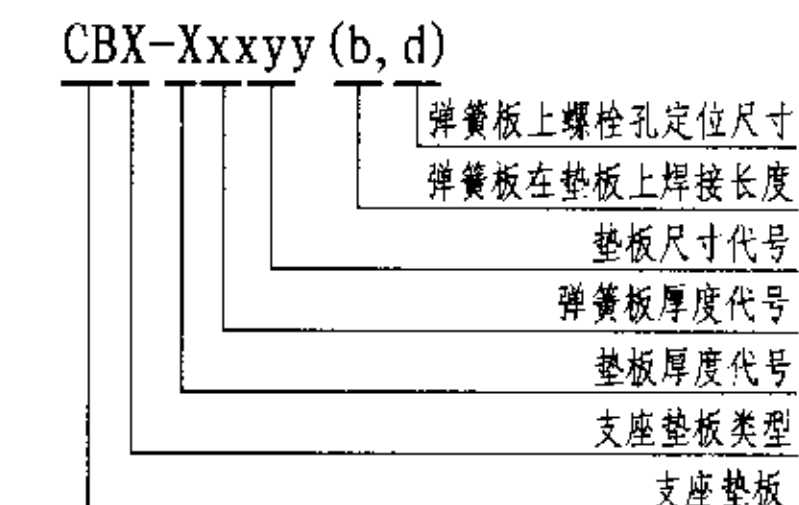 CBX-Xxxyy(b,d)
弹簧板上螺栓孔定位尺寸
弹簧板在垫板上焊接长度
垫板尺寸代号
弹簧板厚度代号
垫板厚度代号
支座垫板类型
支座垫板